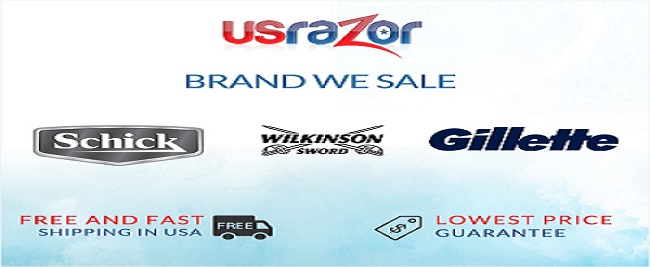 usrazor
BRAND WE SALE
Schick
WILKINSON
SWORD
Gillette
FREE AND FAST
SHIPPING IN USA
FREE
$
LOWEST PRICE
GUARANTEE